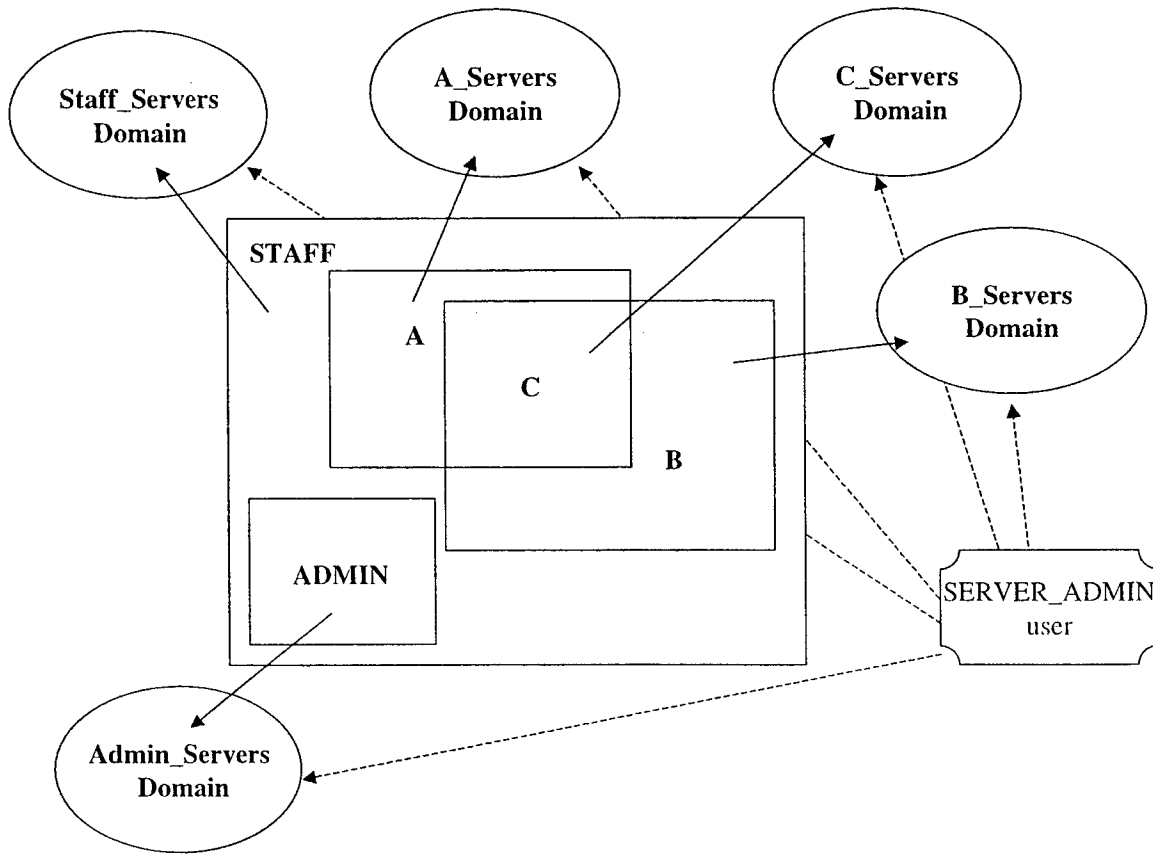 Staff_Servers
Domain
A_Servers
Domain
C_Servers
Domain
STAFF
B_Servers
Domain
A
C
B
ADMIN
SERVER_ADMIN
user
Admin_Servers
Domain